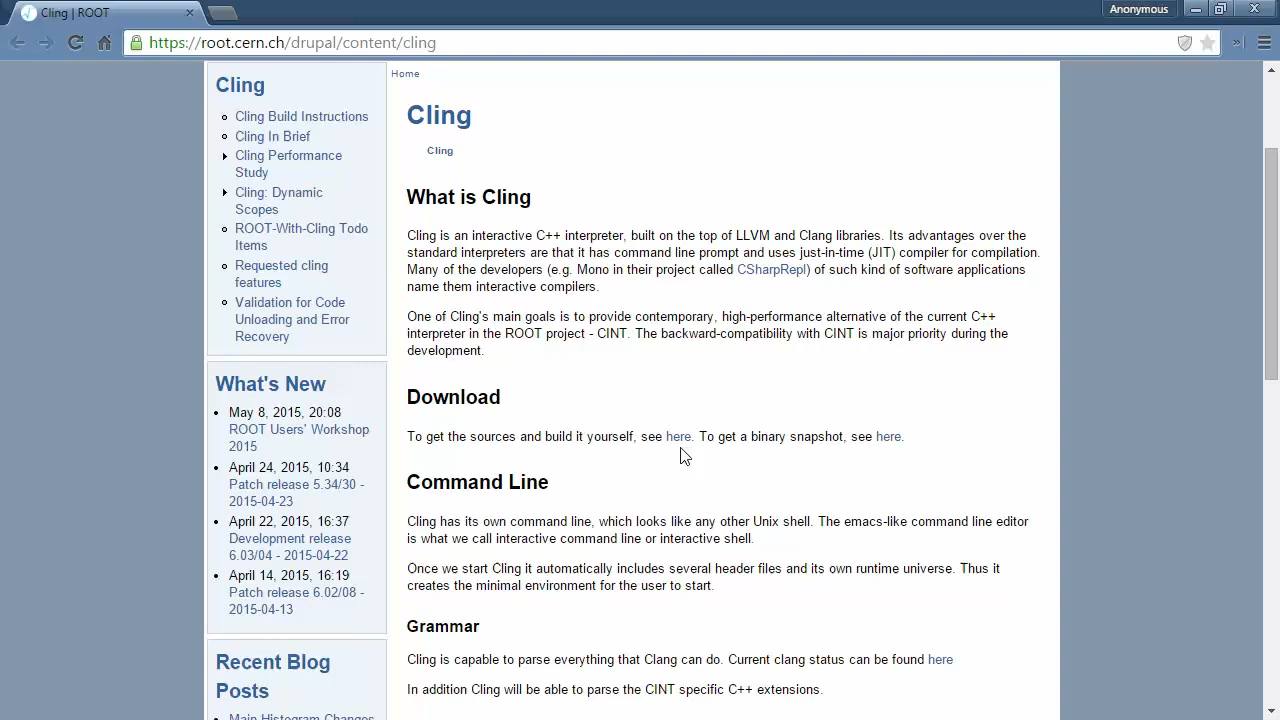 Cling | ROOT
Anonymous
https://root.cern.ch/drupal/content/cling
Cling
Cling Build Instructions
Cling In Brief
Cling Performance
Study
Cling: Dynamic
Scopes
ROOT-With-Cling Todo
Items
Requested cling
features
Validation for Code
Unloading and Error
Recovery
What's New
May 8, 2015, 20:08
ROOT Users' Workshop
2015
April 24, 2015, 10:34
Patch release 5.34/30 -
2015-04-23
April 22, 2015, 16:37
Development release
6.03/04 - 2015-04-22
April 14, 2015, 16:19
Patch release 6.02/08 -
2015-04-13
Recent Blog
Posts
Main Histogram Changes
Home
Cling
Cling
What is Cling
Cling is an interactive C++ interpreter, built on the top of LLVM and Clang libraries. Its advantages over the
standard interpreters are that it has command line prompt and uses just-in-time (JIT) compiler for compilation.
Many of the developers (e.g. Mono in their project called CSharpRepl) of such kind of software applications
name them interactive compilers.
One of Cling's main goals is to provide contemporary, high-performance alternative of the current C++
interpreter in the ROOT project - CINT. The backward-compatibility with CINT is major priority during the
development.
Download
To get the sources and build it yourself, see here. To get a binary snapshot, see here.
Command Line
Cling has its own command line, which looks like any other Unix shell. The emacs-like command line editor
is what we call interactive command line or interactive shell.
Once we start Cling it automatically includes several header files and its own runtime universe. Thus it
creates the minimal environment for the user to start.
Grammar
Cling is capable to parse everything that Clang can do. Current clang status can be found here
In addition Cling will be able to parse the CINT specific C++ extensions.